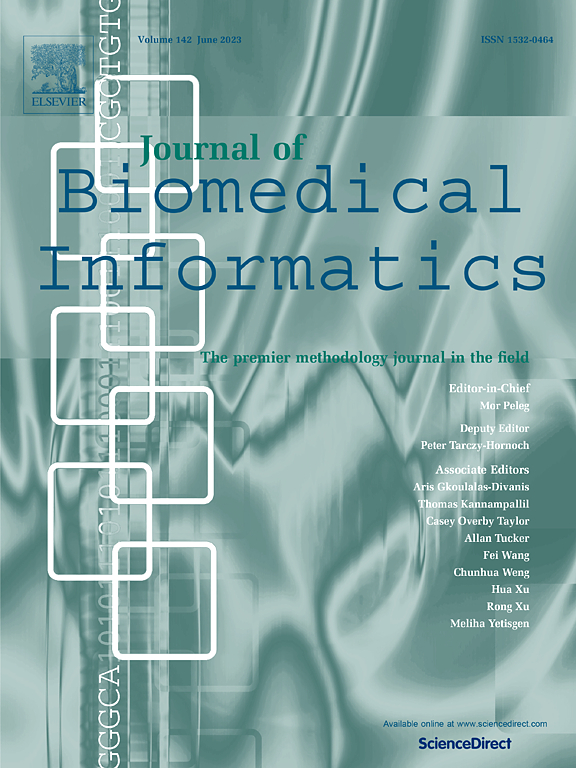 Volume 142 June 2023
ISSN 1532-0464
ELSEVIER
Journal of
Biomedical
Informatics
The premier methodology journal in the field
Editor-in-Chief
Mor Peleg
Deputy Editor
Peter Tarczy-Hornoch
Associate Editors
Aris Gkoulalas-Divanis
Thomas Kannampallil
Casey Overby Taylor
Allan Tucker
Fei Wang
Chunhua Weng
Hua Xu
Rong Xu
Meliha Yetisgen
Available online at www.sciencedirect.com
ScienceDirect